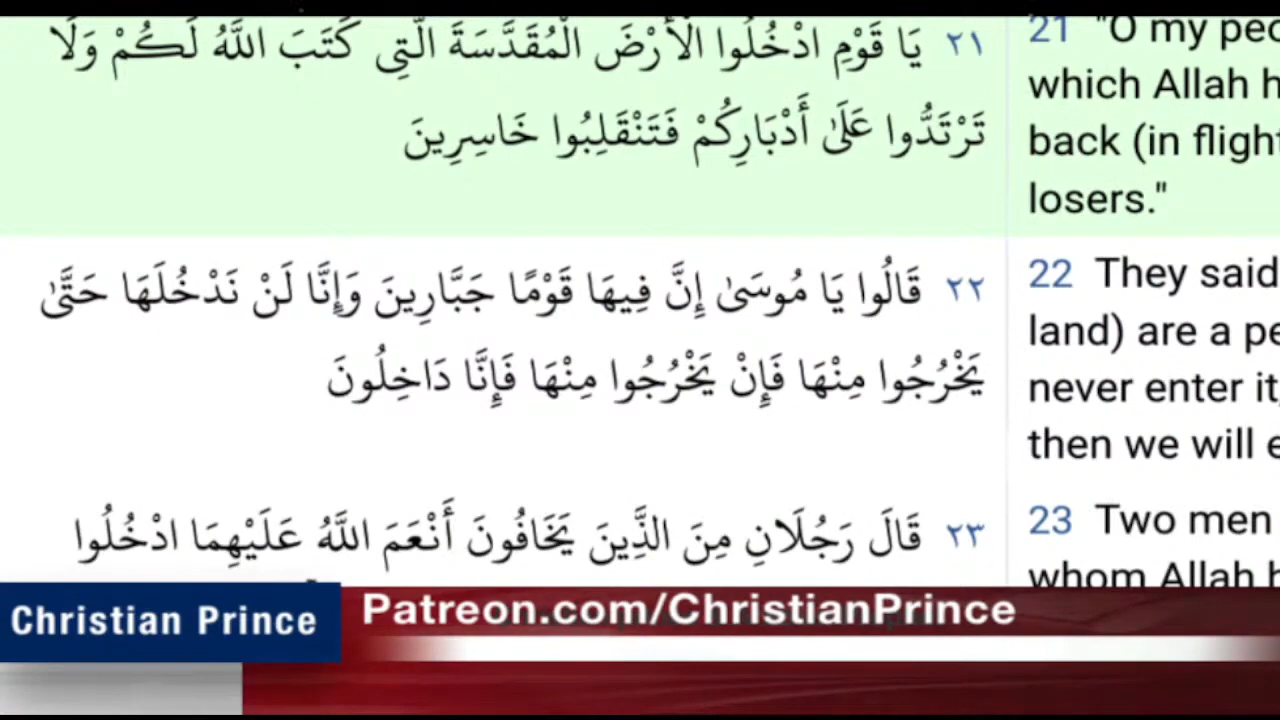 ٢١ يَا قَوْمِ ادْخُلُوا الْأَرْضَ الْمُقَدَّسَةَ الَّتِي كَتَبَ اللَّهُ لَكُمْ وَلَا
تَرْتَدُّوا عَلَىٰ أَدْبَارِكُمْ فَتَنْقَلِبُوا خَاسِرِينَ
21 "O my
which Allah
back (in
losers."
٢٢ قَالُوا يَا مُوسَىٰ إِنَّ فِيهَا قَوْمًا جَبَّارِينَ وَإِنَّا لَنْ نَدْخُلَهَا حَتَّىٰ
يَخْرُجُوا مِنْهَا فَإِنْ يَخْرُجُوا مِنْهَا فَإِنَّا دَاخِلُونَ
22 They said
land) are a
never enter it
then we will
٢٣ قَالَ رَجُلَانِ مِنَ الَّذِينَ يَخَافُونَ أَنْعَمَ اللَّهُ عَلَيْهِمَا ادْخُلُوا
23 Two men
whom Allah
Christian Prince
Patreon.com/ChristianPrince